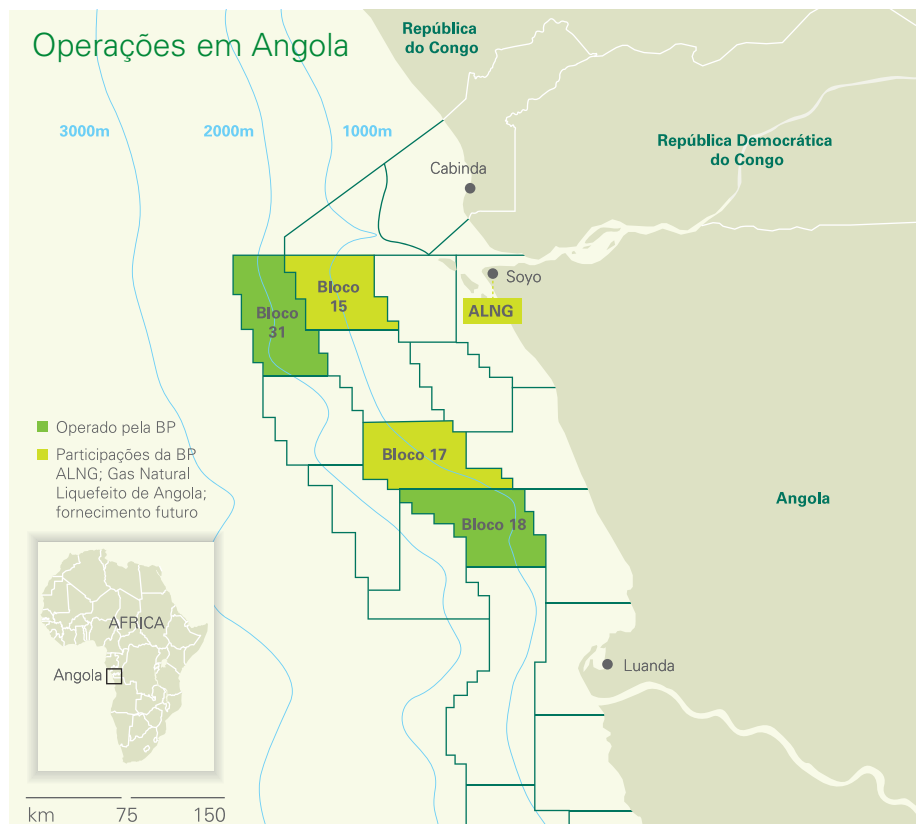 Operações em Angola
República
do Congo
3000m
2000m
1000m
República Democrática
do Congo
Cabinda
Soyo
Bloco
15
ALNG
Bloco
31
Operado pela BP
Participações da BP
ALNG; Gas Natural
Liquefeito de Angola;
fornecimento futuro
Bloco 17
Angola
Bloco 18
AFRICA
Angola
Luanda
km 75 150